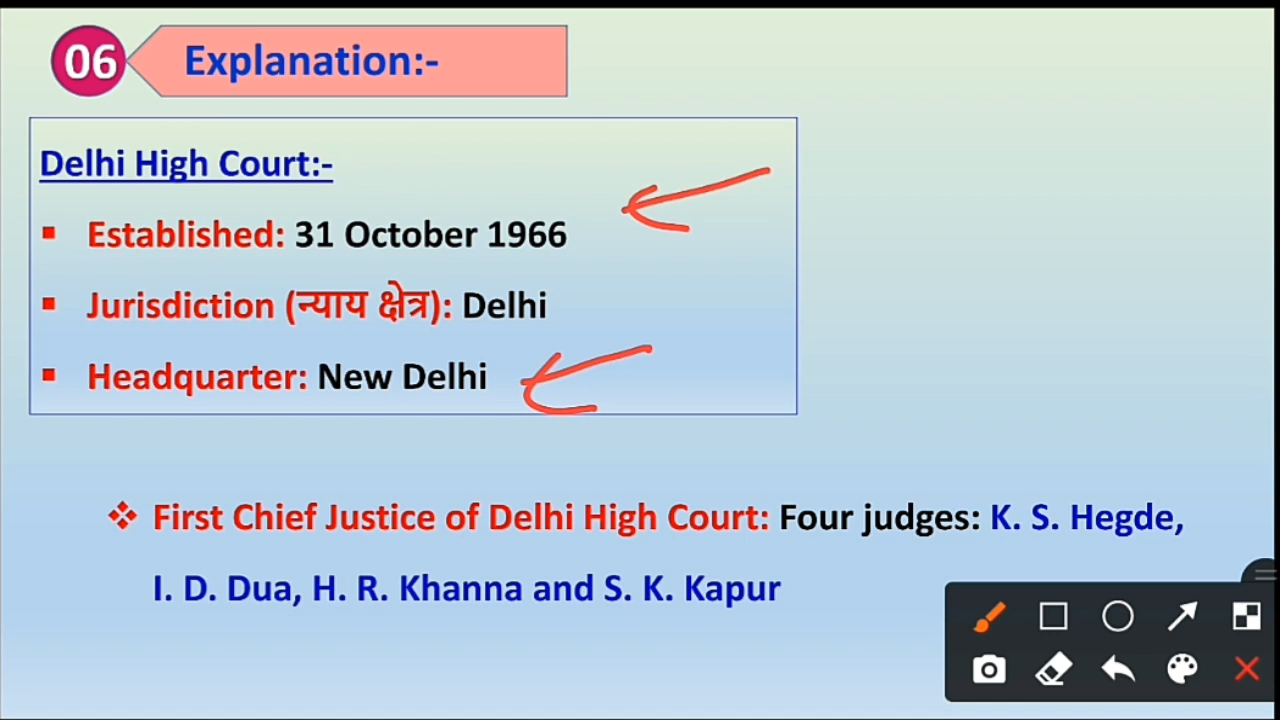 06 Explanation:-
Delhi High Court:-
▪ Established: 31 October 1966
▪ Jurisdiction (न्याय क्षेत्र): Delhi
▪ Headquarter: New Delhi
❖ First Chief Justice of Delhi High Court: Four judges: K. S. Hegde,
I. D. Dua, H. R. Khanna and S. K. Kapur